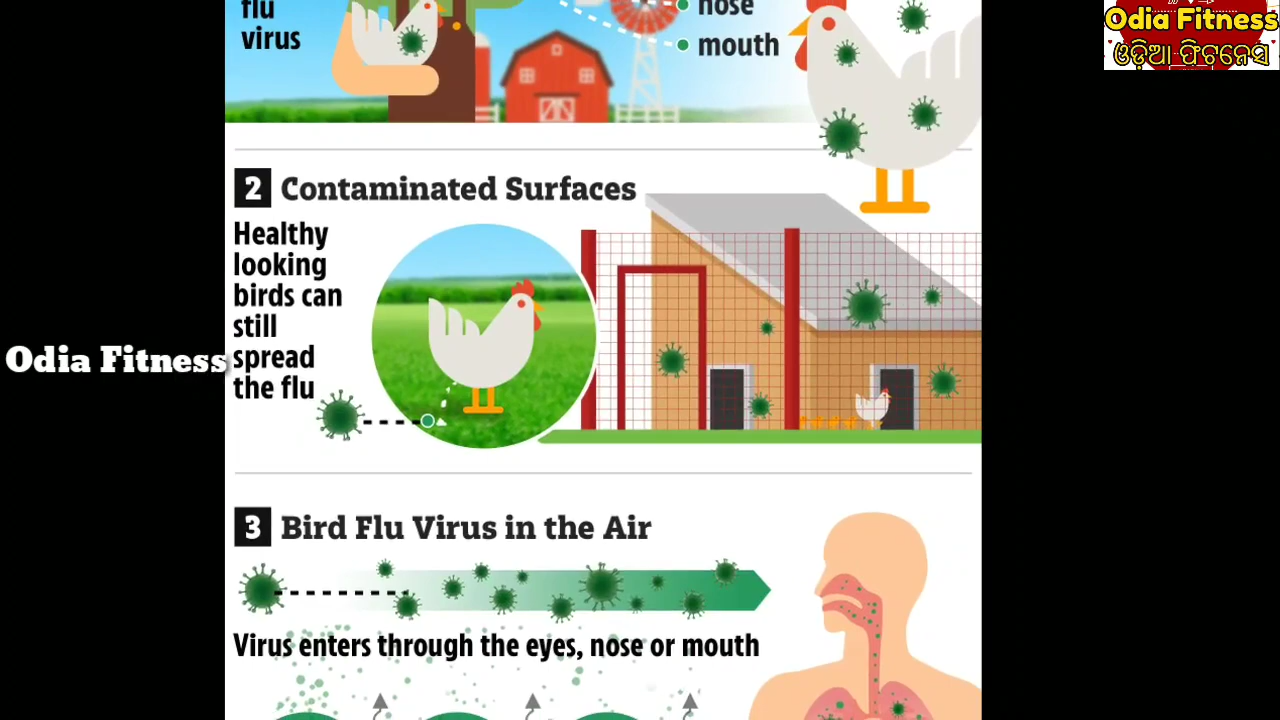 flu
virus
nose
mouth
Odia Fitness
ଓଡ଼ିଆ ଫିଟନେସ
2 Contaminated Surfaces
Healthy
looking
birds can
still
spread
the flu
Odia Fitness
3 Bird Flu Virus in the Air
Virus enters through the eyes, nose or mouth